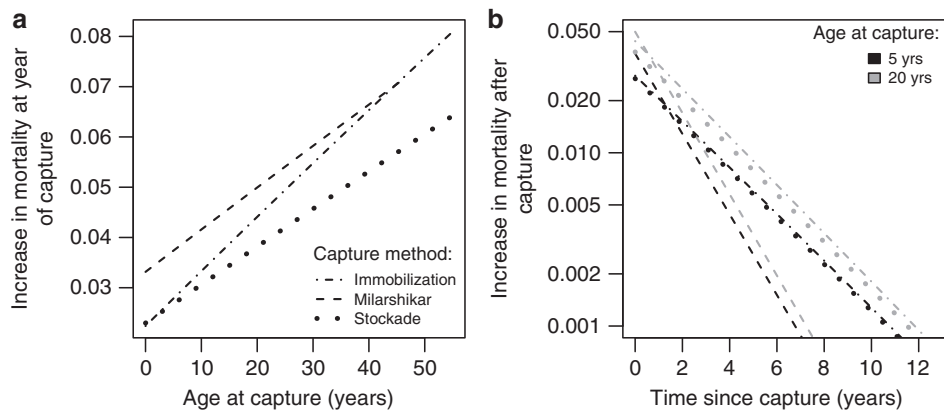 a
Increase in mortality at year
of capture
0.08
0.07
0.06
0.05
0.04
0.03
0 10 20 30 40 50
Age at capture (years)
Capture method:
Immobilization
Milarshikar
Stockade
b
Increase in mortality after
capture
0.050
0.020
0.010
0.005
0.002
0.001
0 2 4 6 8 10 12
Time since capture (years)
Age at capture:
5 yrs
20 yrs